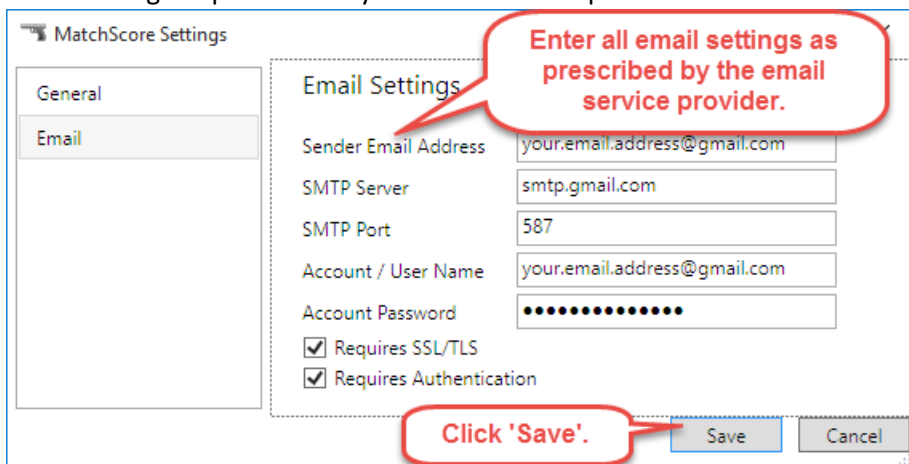 MatchScore Settings
Enter all email settings as
prescribed by the email
service provider.
General
Email
Email Settings
Sender Email Address
your.email.address@gmail.com
SMTP Server
smtp.gmail.com
SMTP Port
587
Account / User Name
your.email.address@gmail.com
Account Password
••••••••••••••
Requires SSL/TLS
Requires Authentication
Click 'Save'.
Save
Cancel